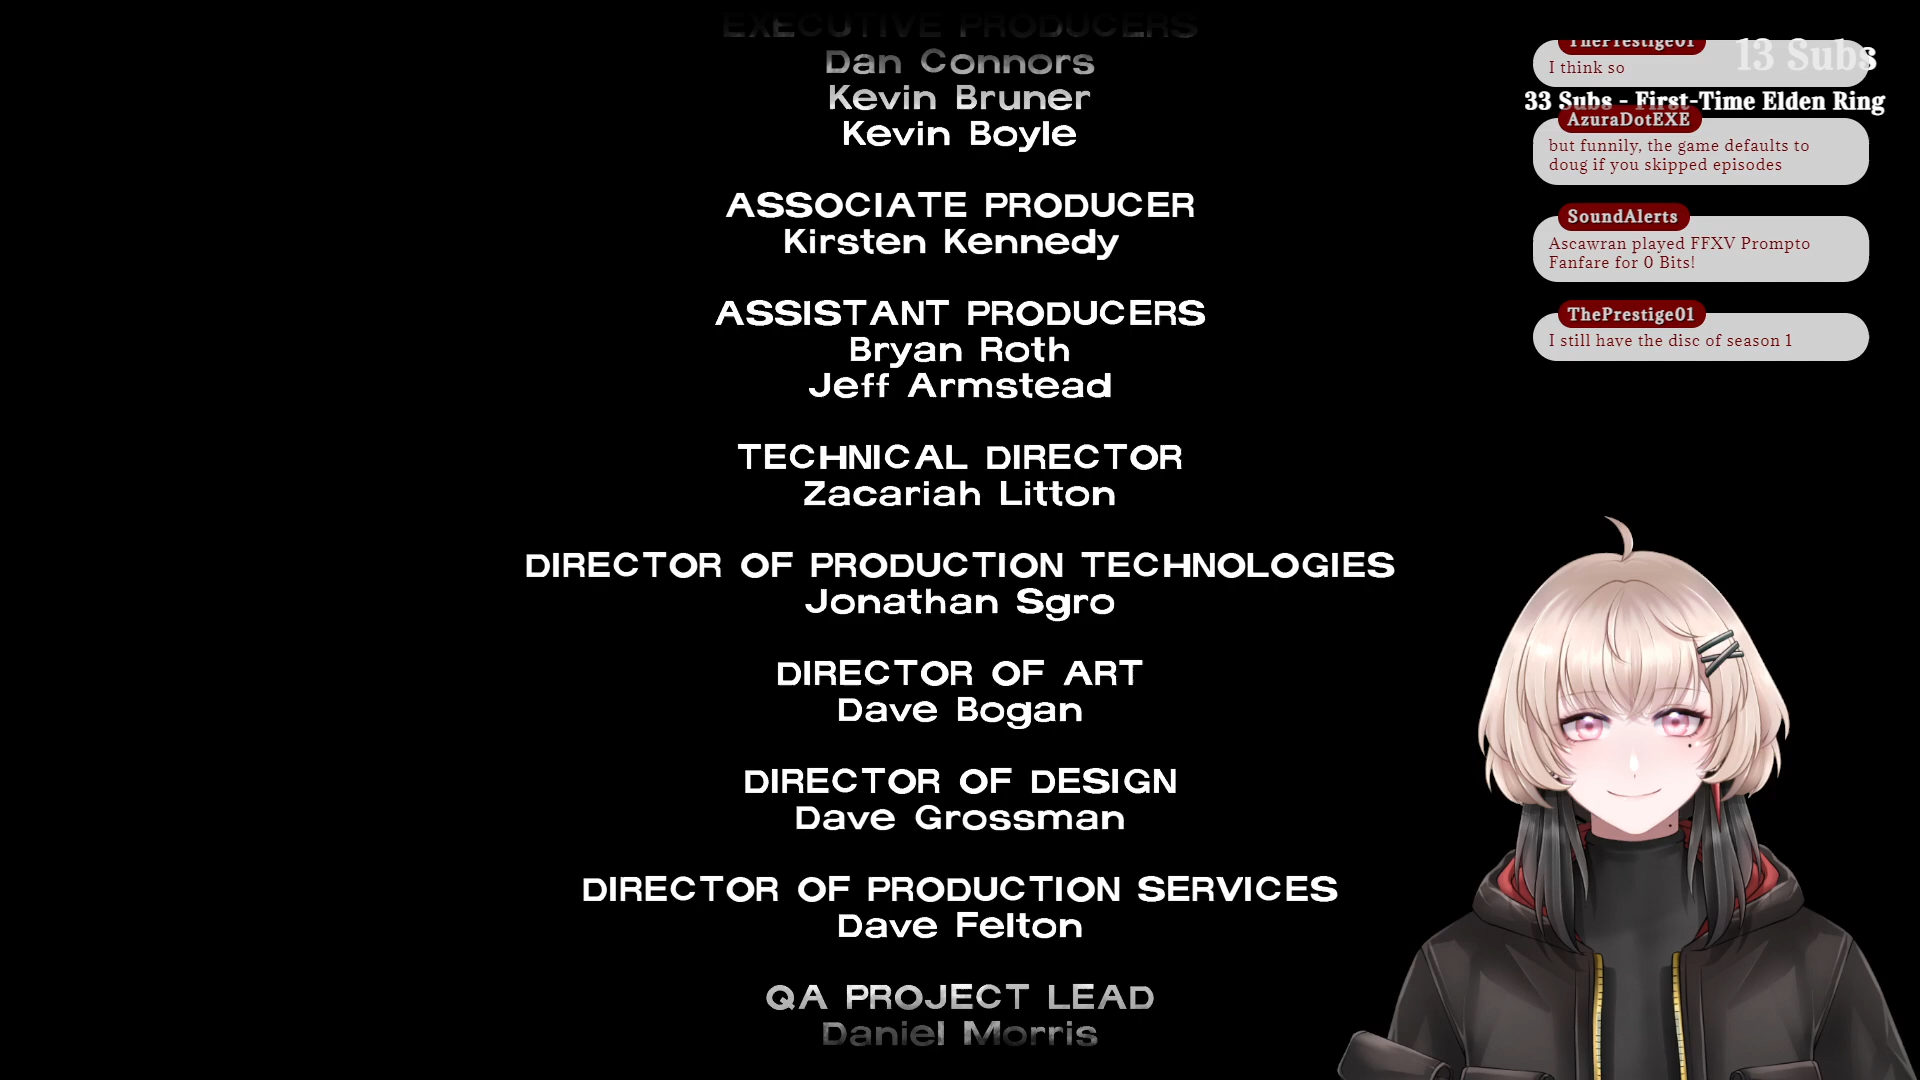 EXECUTIVE PRODUCERS
Dan Connors
Kevin Bruner
Kevin Boyle
ASSOCIATE PRODUCER
Kirsten Kennedy
ASSISTANT PRODUCERS
Bryan Roth
Jeff Armstead
TECHNICAL DIRECTOR
Zacariah Litton
DIRECTOR OF PRODUCTION TECHNOLOGIES
Jonathan Sgro
DIRECTOR OF ART
Dave Bogan
DIRECTOR OF DESIGN
Dave Grossman
DIRECTOR OF PRODUCTION SERVICES
Dave Felton
QA PROJECT LEAD
Daniel Morris
13 Subs
ThePrestige01
I think so
33 Subs - First-Time Elden Ring
AzuraDotEXE
but funnily, the game defaults to
doug if you skipped episodes
SoundAlerts
Ascawran played FFXV Prompto
Fanfare for 0 Bits!
ThePrestige01
I still have the disc of season 1